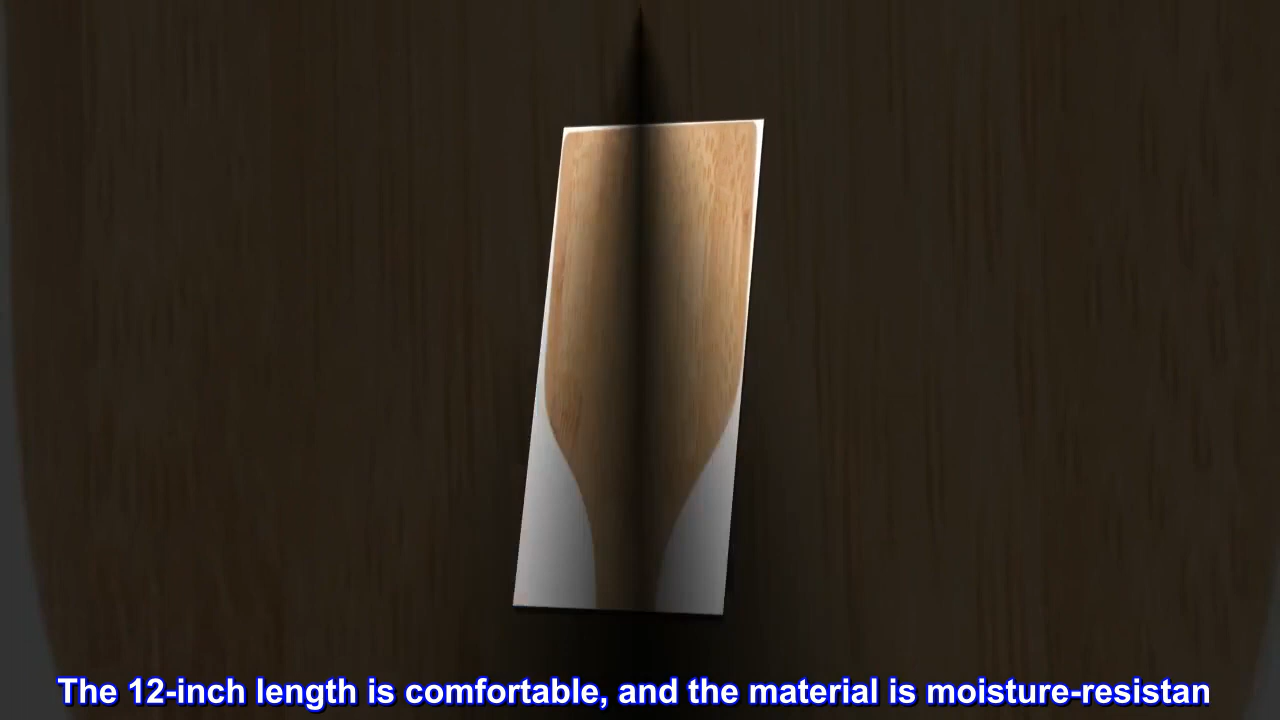 The 12-inch length is comfortable, and the material is moisture-resistan